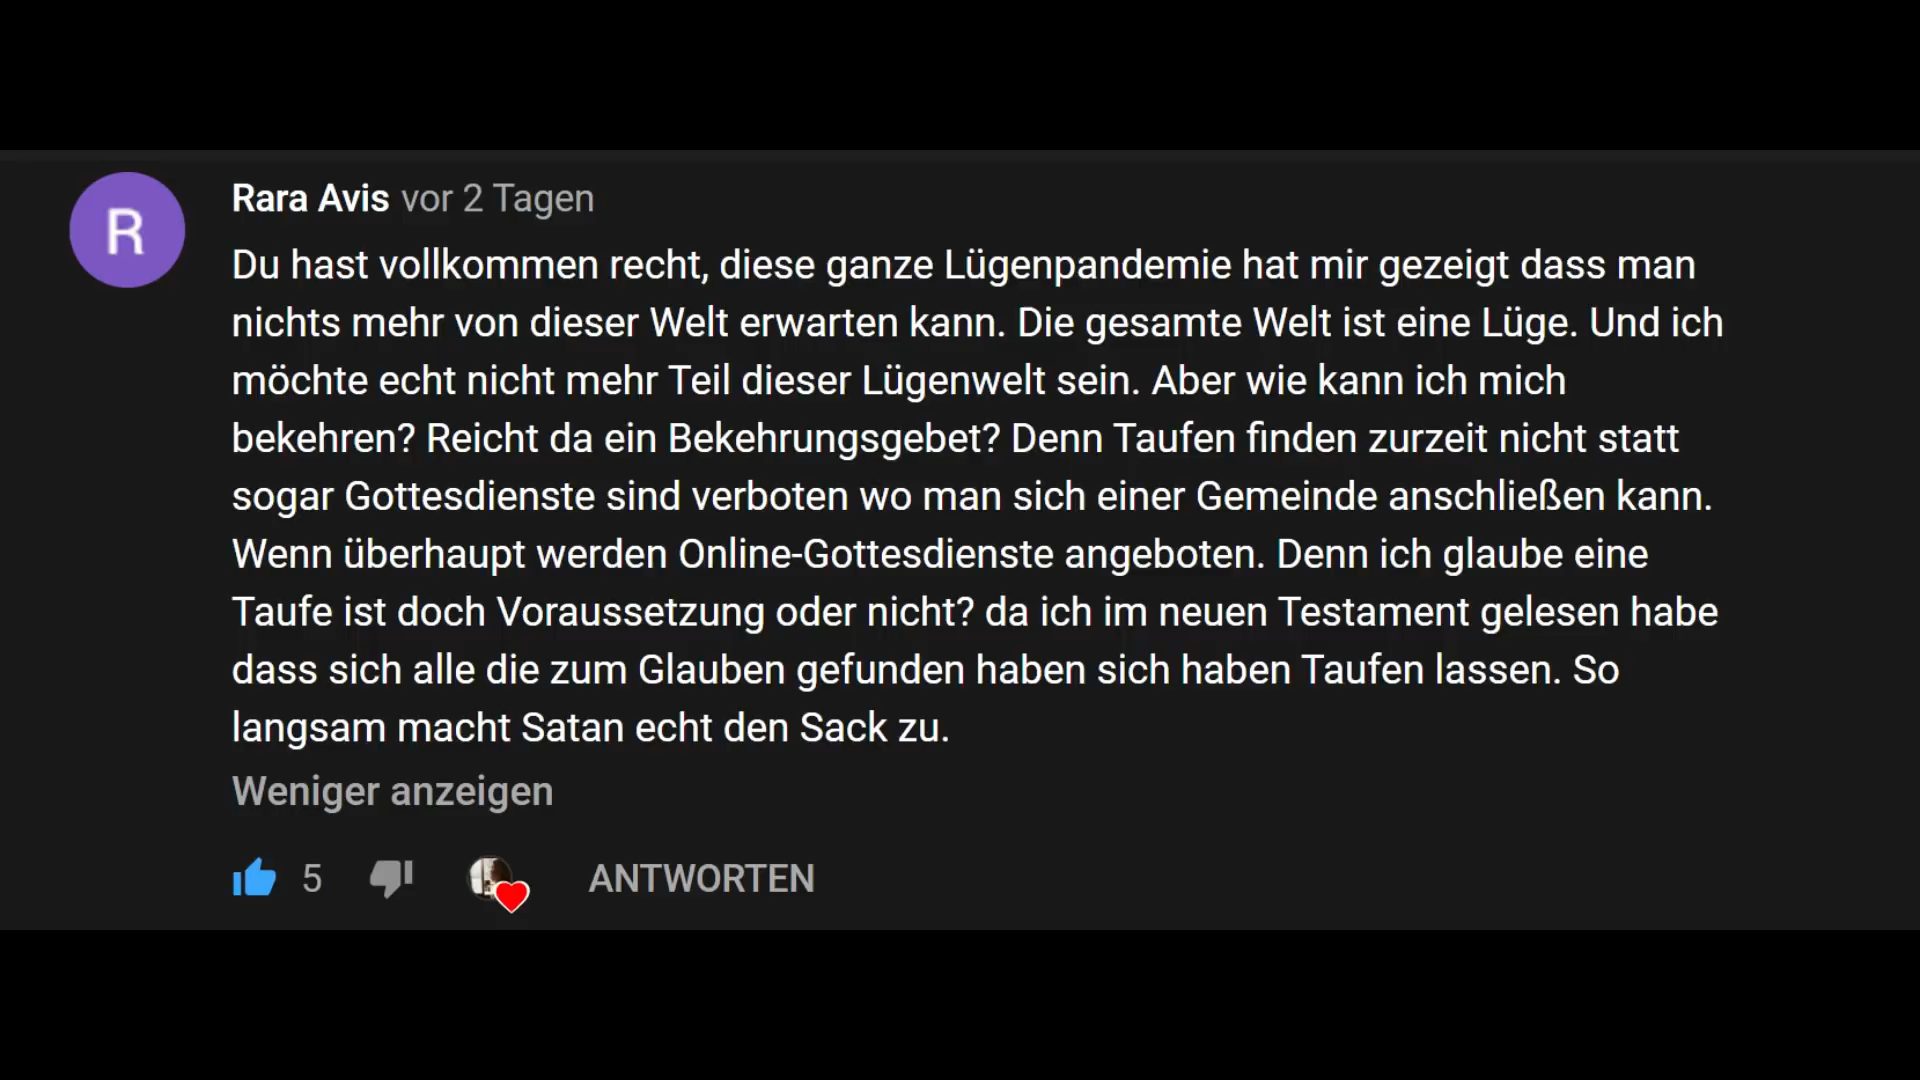 R
Rara Avis vor 2 Tagen
Du hast vollkommen recht, diese ganze Lügenpandemie hat mir gezeigt dass man
nichts mehr von dieser Welt erwarten kann. Die gesamte Welt ist eine Lüge. Und ich
möchte echt nicht mehr Teil dieser Lügenwelt sein. Aber wie kann ich mich
bekehren? Reicht da ein Bekehrungsgebet? Denn Taufen finden zurzeit nicht statt
sogar Gottesdienste sind verboten wo man sich einer Gemeinde anschließen kann.
Wenn überhaupt werden Online-Gottesdienste angeboten. Denn ich glaube eine
Taufe ist doch Voraussetzung oder nicht? da ich im neuen Testament gelesen habe
dass sich alle die zum Glauben gefunden haben sich haben Taufen lassen. So
langsam macht Satan echt den Sack zu.
Weniger anzeigen
5 ANTWORTEN